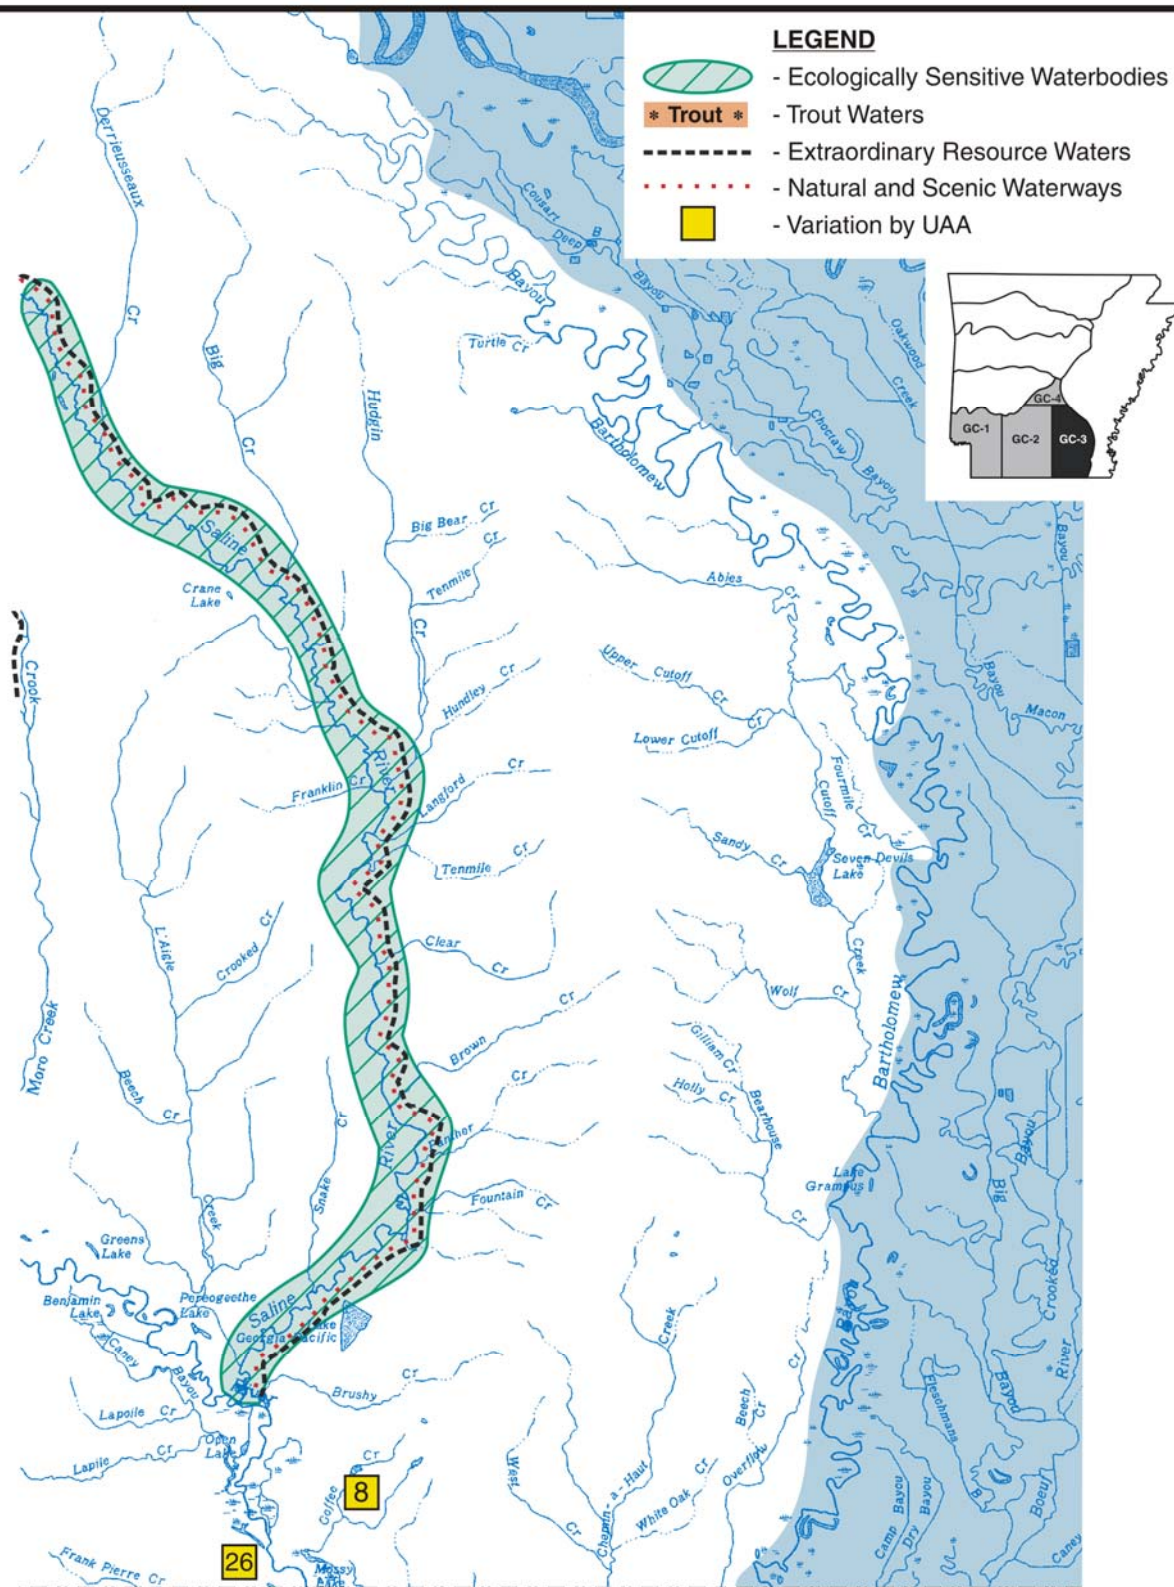 LEGEND
- Ecologically Sensitive Waterbodies
* Trout * - Trout Waters
- Extraordinary Resource Waters
- Natural and Scenic Waterways
- Variation by UAA
GC-4
GC-1
GC-2
GC-3
Derrieusseaux
Cr
Big
Cr
Hudgin
Cr
Cousart
Deep
B
Bayou
Bayou
Turtle Cr
Bartholomew
Oakwood
Creek
Choctaw
Bayou
Bayou
Big Bear Cr
Tenmile
Cr
Saline
Crane
Lake
Ables
Cr
Crook
Upper Cutoff
Cr
Cr
Lower Cutoff
Hundley Cr
Bayou
Macon
River
Franklin Cr
Langford
Cr
Fourmile
Cr
Cutoff
Tenmile
Cr
Sandy
Cr
Seven Devils
Lake
L'Aigle
Crooked
Cr
Clear
Cr
Creek
Wolf
Cr
Bartholomew
Moro Creek
Beech
Cr
Brown
Cr
Gilliam Cr
Holly Cr
Bearhouse
Cr
Cr
River
Panther
Cr
Snake
Fountain
Cr
Lake
Grampus
Cr
Bayou
Big
Creek
Greens
Lake
Benjamin
Lake
Pereogeethe
Lake
Saline
Lake
Georgia Pacific
Creek
Bayou
Crooked
River
Caney
Bayou
Brushy
Cr
Cr
Beech
Cr
Fleschmans
B
Bayou
Lapoile Cr
Lapile
Cr
Open
Lake
Cr
Coffee
8
West
Cr
Chemin-a-Haut
White Oak
Cr
Overflow
Camp
Bayou
Dry
Bayou
Boeuf
Caney
26
Frank Pierre Cr
Mossy
Lake